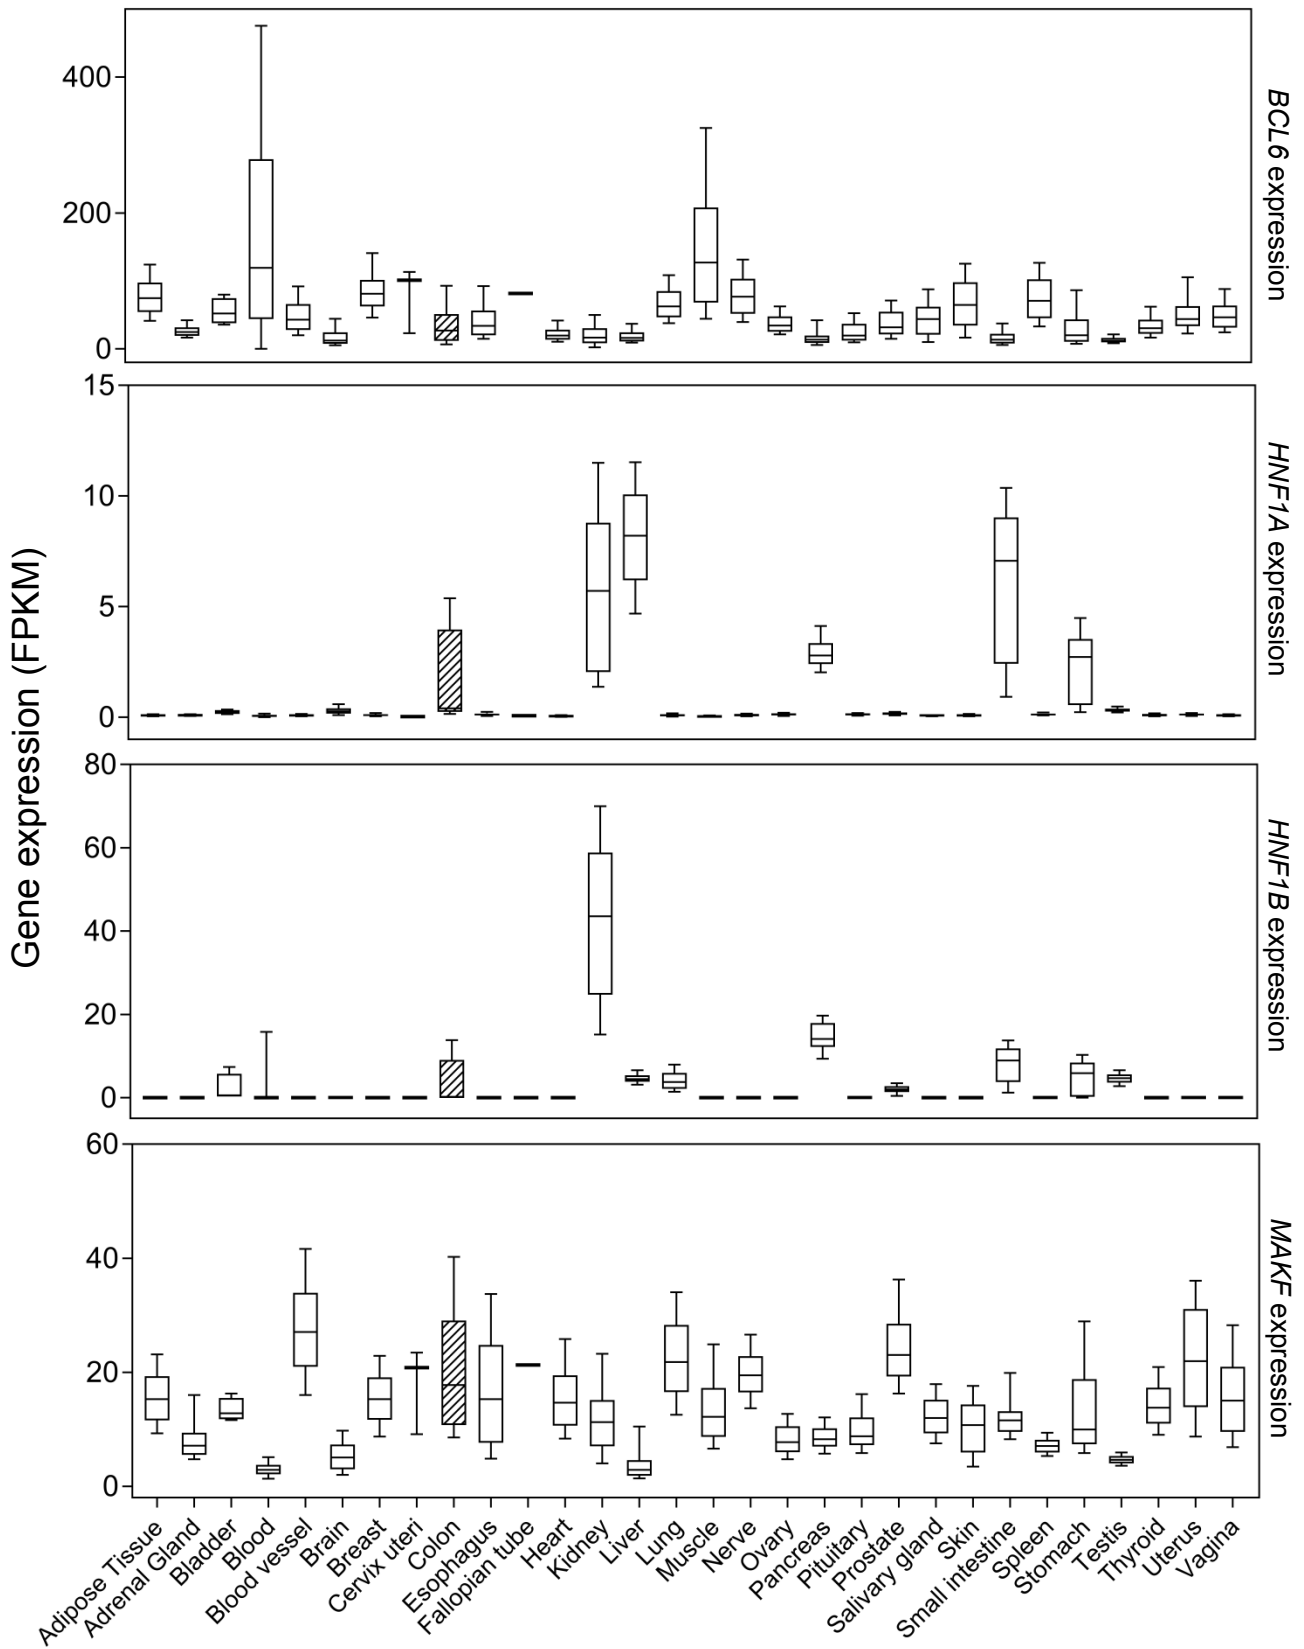 Gene expression (FPKM)
400
200
0
BCL6 expression
15
10
5
0
HNF1A expression
80
60
40
20
0
HNF1B expression
60
40
20
0
MAKF expression
Adipose Tissue
Adrenal Gland
Bladder
Blood
Blood vessel
Brain
Breast
Cervix uteri
Colon
Esophagus
Fallopian tube
Heart
Kidney
Liver
Lung
Muscle
Nerve
Ovary
Pancreas
Pituitary
Prostate
Salivary gland
Skin
Small intestine
Spleen
Stomach
Testis
Thyroid
Uterus
Vagina